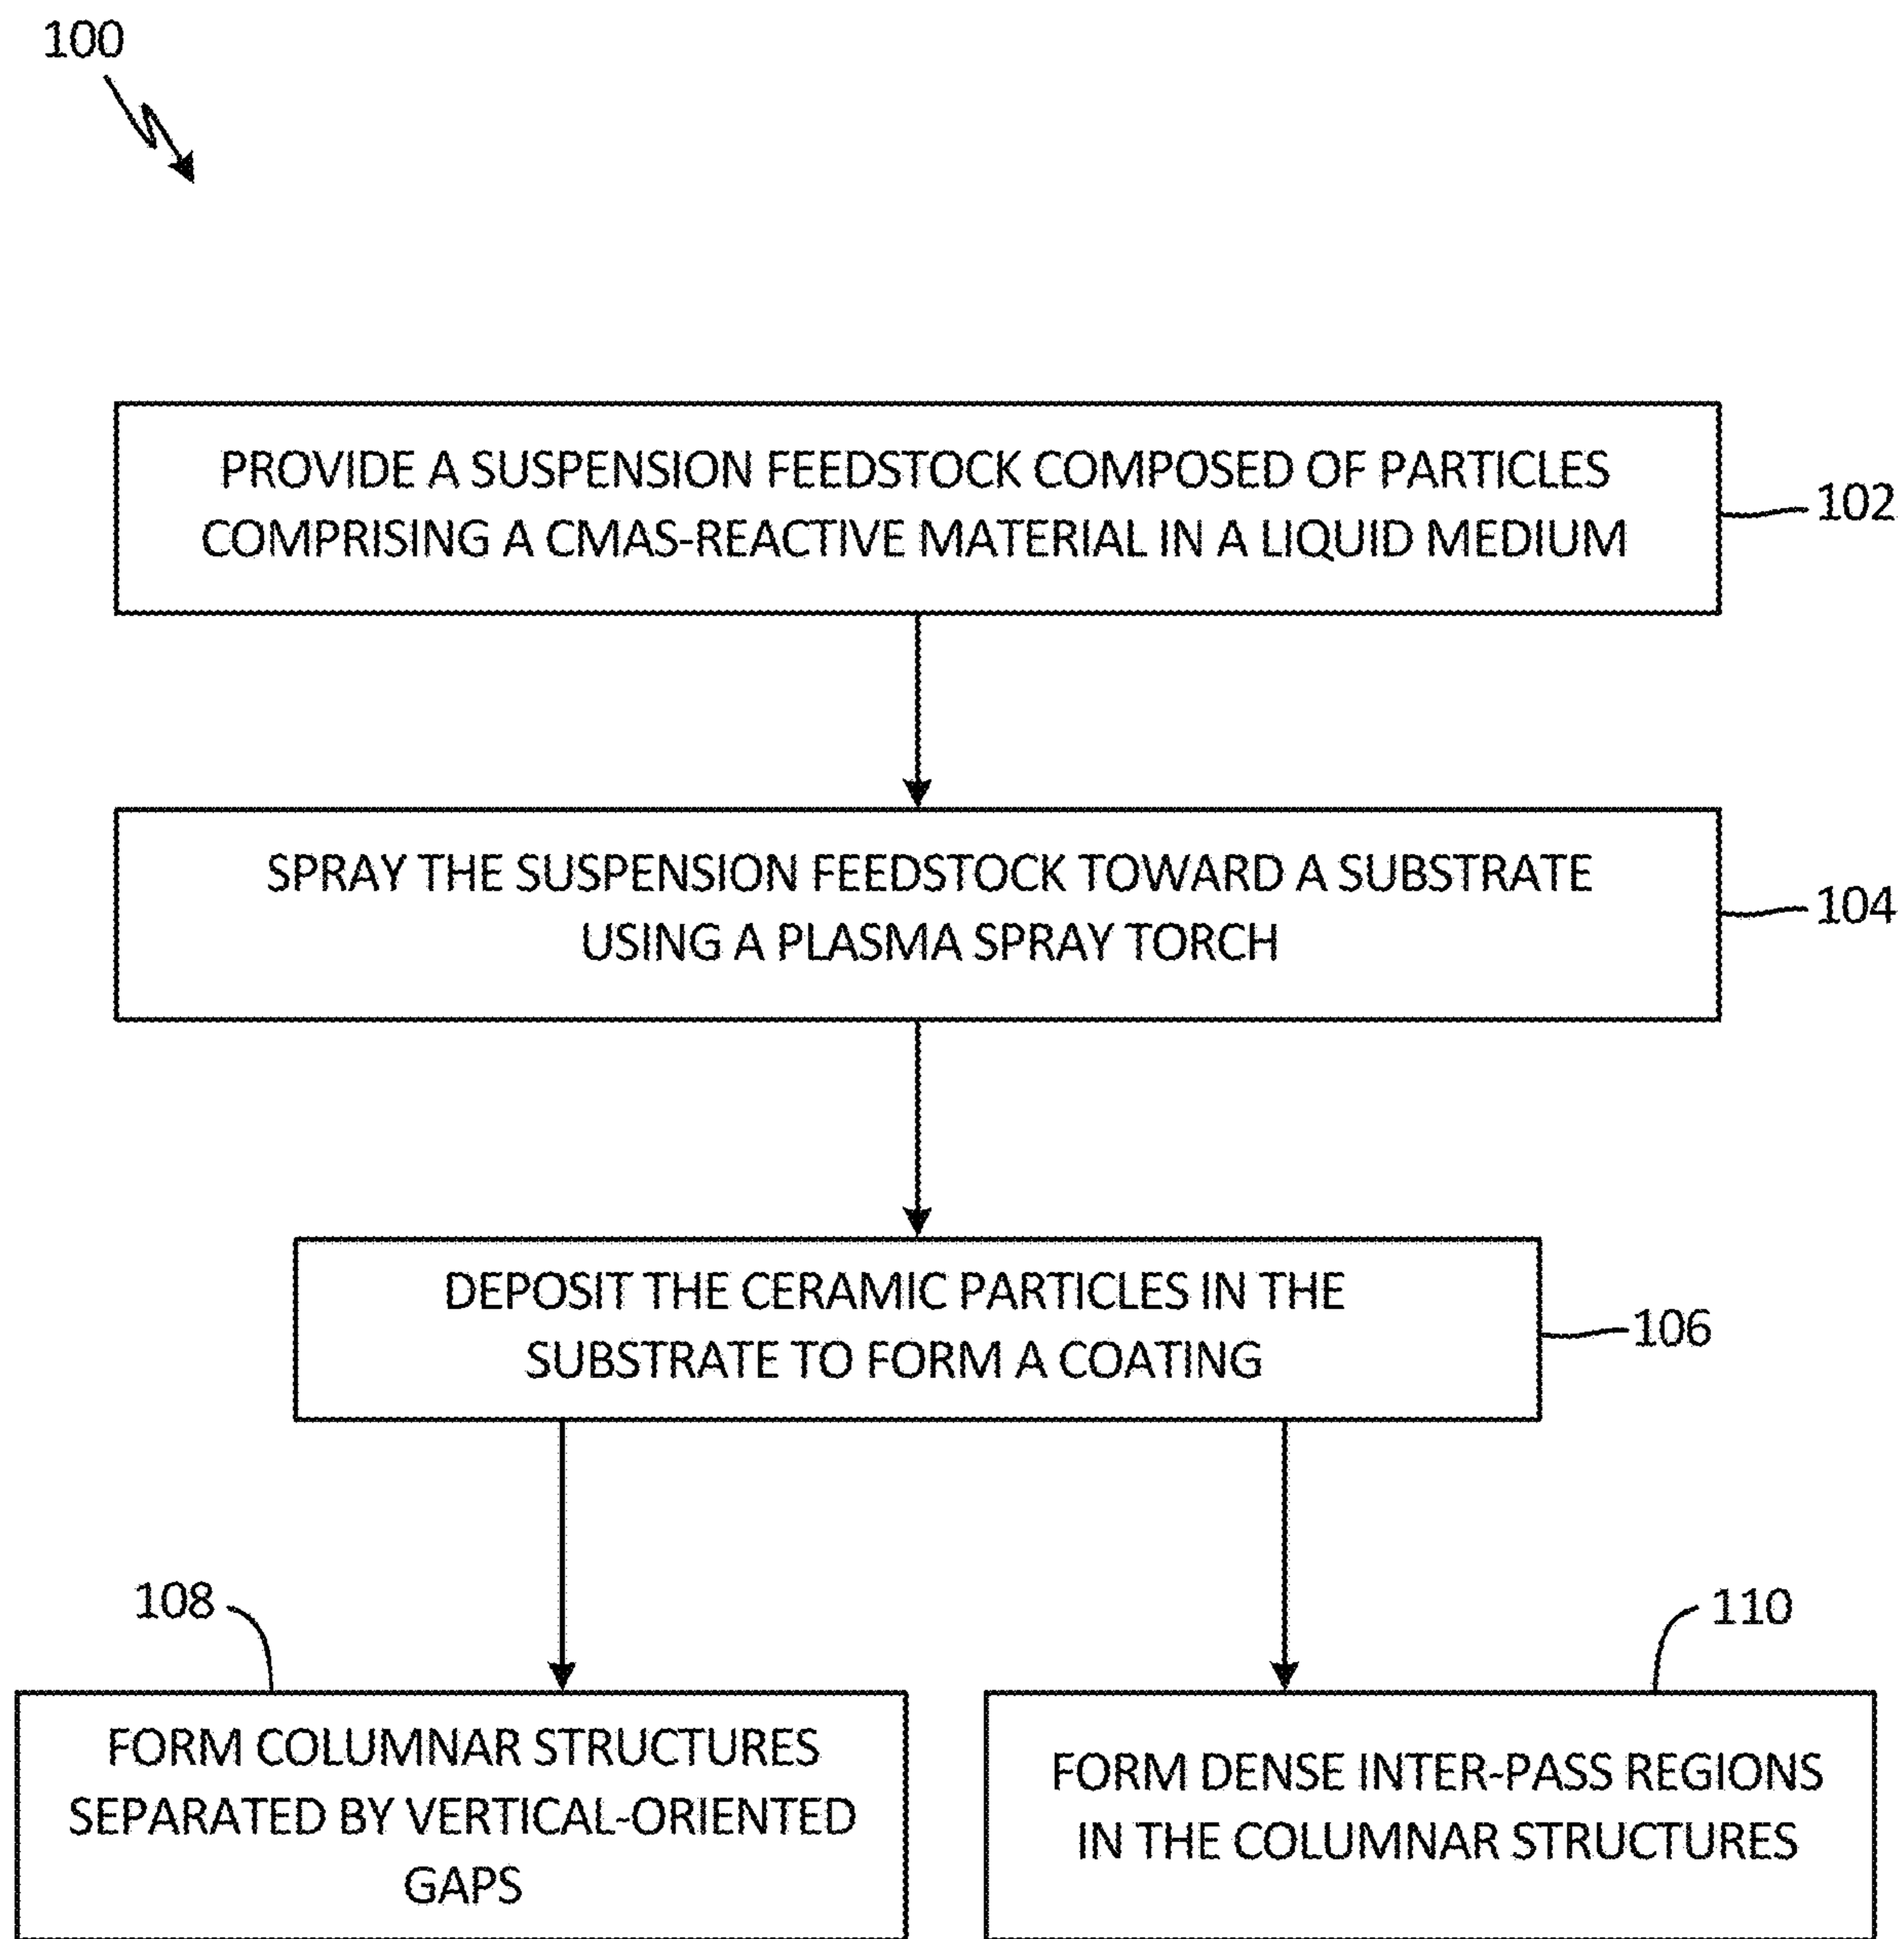 100
PROVIDE A SUSPENSION FEEDSTOCK COMPOSED OF PARTICLES
COMPRISING A CMAS-REACTIVE MATERIAL IN A LIQUID MEDIUM
102
SPRAY THE SUSPENSION FEEDSTOCK TOWARD A SUBSTRATE
USING A PLASMA SPRAY TORCH
104
DEPOSIT THE CERAMIC PARTICLES IN THE
SUBSTRATE TO FORM A COATING
106
108
FORM COLUMNAR STRUCTURES
SEPARATED BY VERTICAL-ORIENTED
GAPS
110
FORM DENSE INTER-PASS REGIONS
IN THE COLUMNAR STRUCTURES